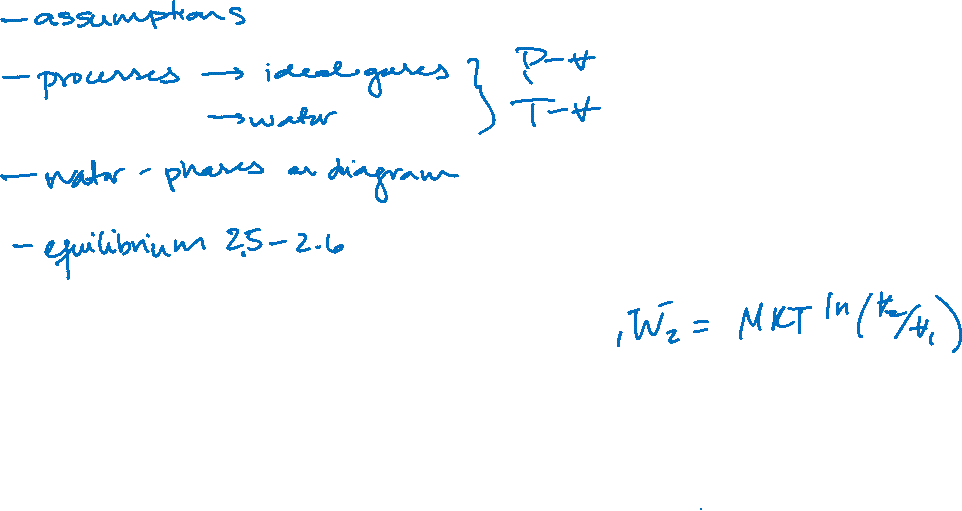 - assumptions
- processes → ideal gases } P-V
→ water T-V
- water - phases on diagram
- equilibrium 2.5-2.6
₁W₂ = MRT ln(V₂/V₁)